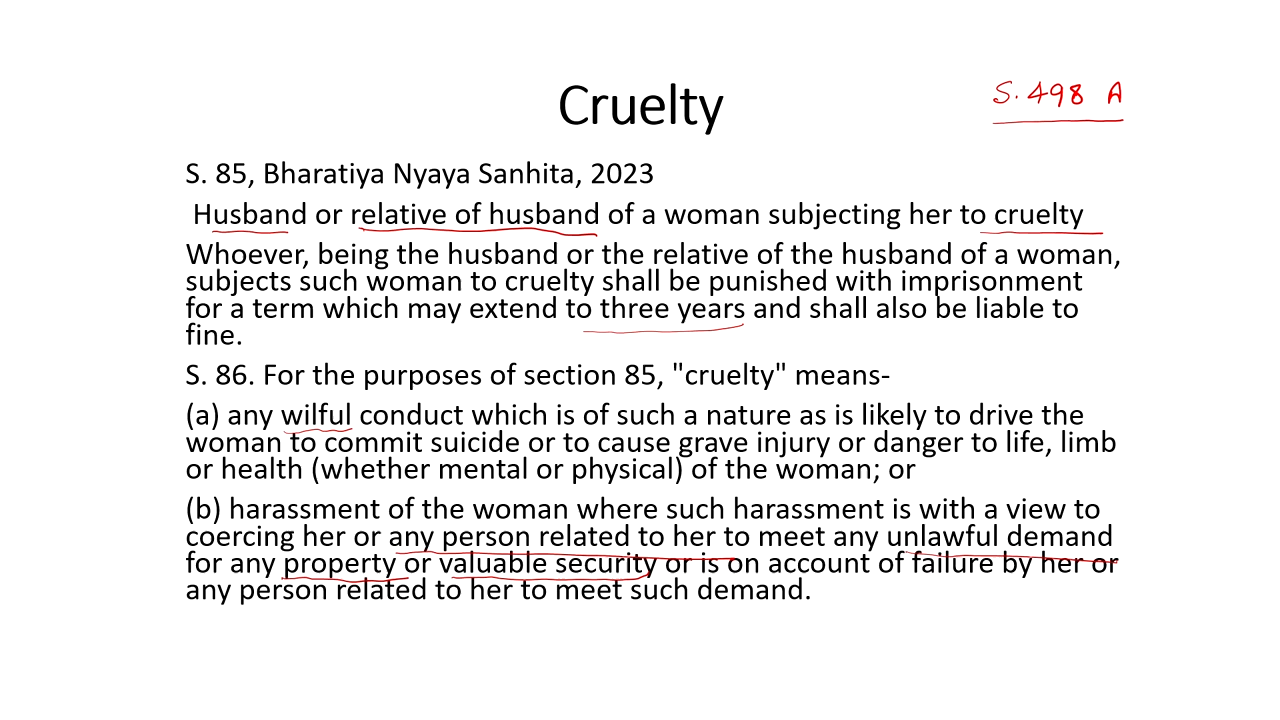 Cruelty
S. 498 A
S. 85, Bharatiya Nyaya Sanhita, 2023
Husband or relative of husband of a woman subjecting her to cruelty
Whoever, being the husband or the relative of the husband of a woman,
subjects such woman to cruelty shall be punished with imprisonment
for a term which may extend to three years and shall also be liable to
fine.
S. 86. For the purposes of section 85, "cruelty" means-
(a) any wilful conduct which is of such a nature as is likely to drive the
woman to commit suicide or to cause grave injury or danger to life, limb
or health (whether mental or physical) of the woman; or
(b) harassment of the woman where such harassment is with a view to
coercing her or any person related to her to meet any unlawful demand
for any property or valuable security or is on account of failure by her or
any person related to her to meet such demand.